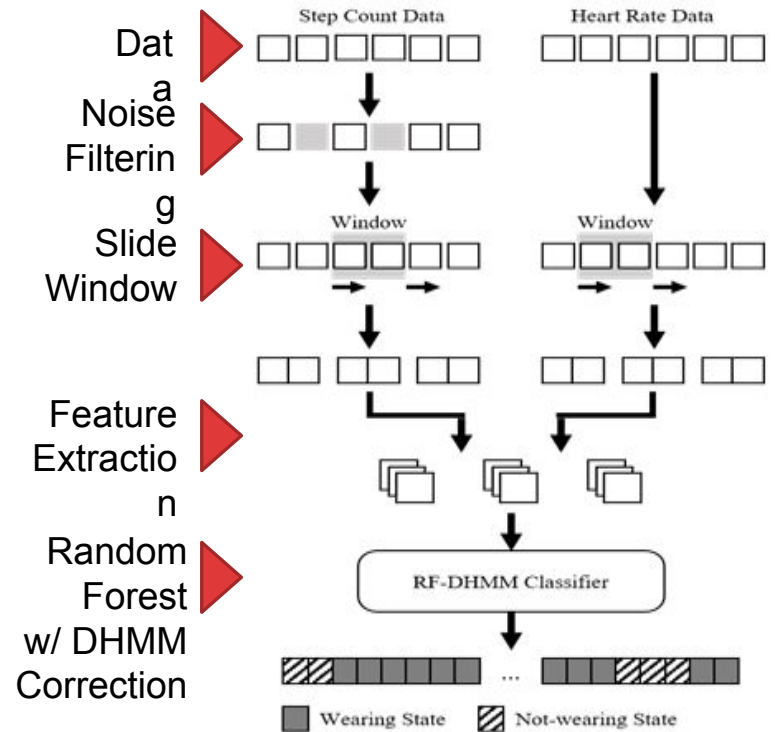 Step Count Data
Heart Rate Data
Dat
a
Noise
Filterin
g
Window
Window
Slide
Window
Feature
Extractio
n
Random
Forest
w/ DHMM
Correction
RF-DHMM Classifier
...
Wearing State
Not-wearing State